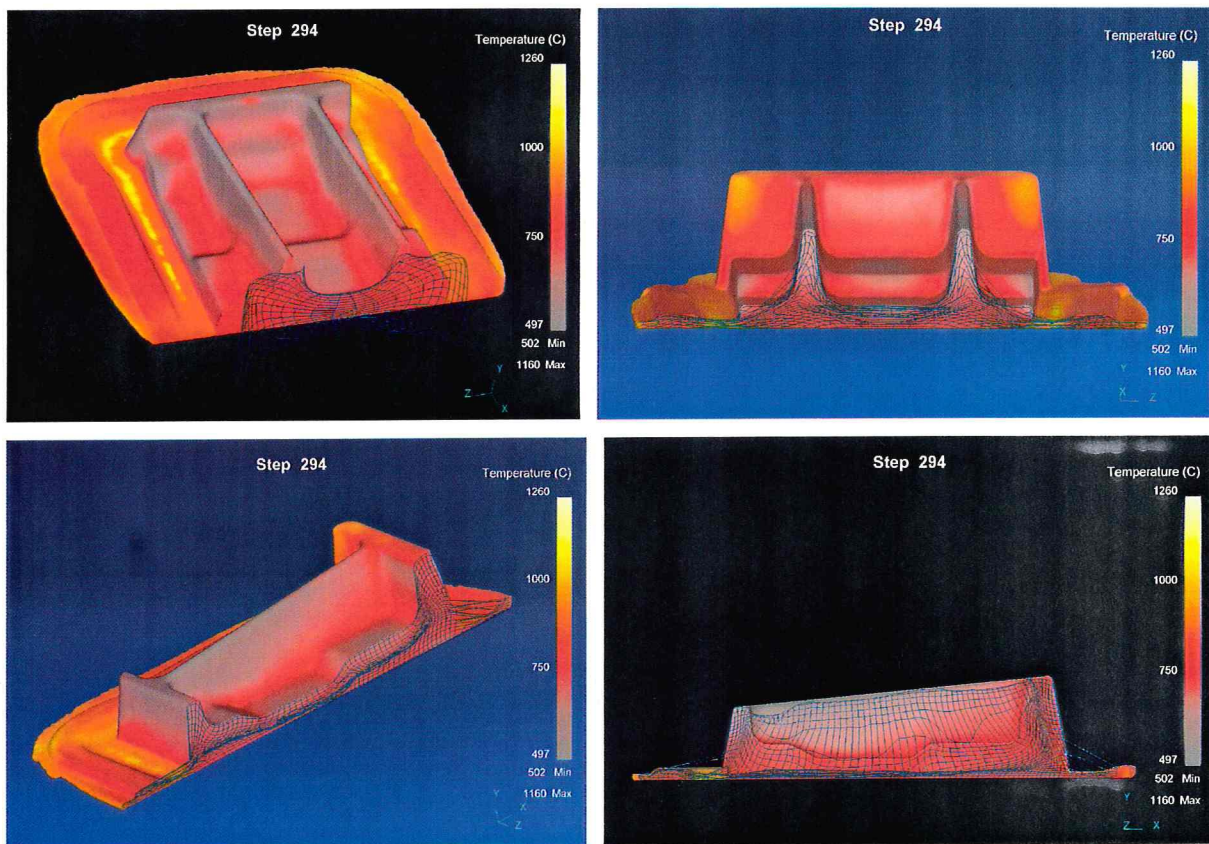 Step 294
Temperature (C)
1260
1000
750
497
502 Min
1160 Max
Y
Z
X
Step 294
Temperature (C)
1260
1000
750
497
502 Min
1160 Max
Y
X Z
Step 294
Temperature (C)
1260
1000
750
497
502 Min
1160 Max
Y
X
Z
Step 294
Temperature (C)
1260
1000
750
497
502 Min
1160 Max
Y
Z X